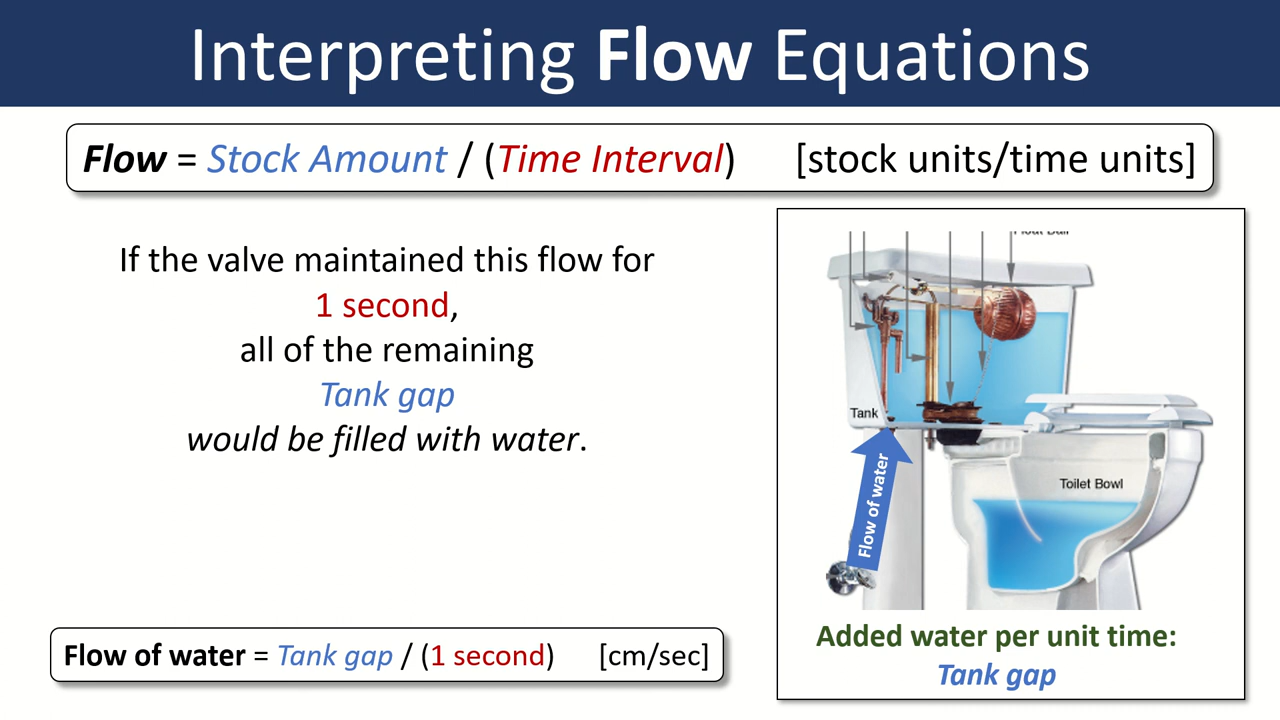 Interpreting Flow Equations
Flow = Stock Amount / (Time Interval) [stock units/time units]
If the valve maintained this flow for
1 second,
all of the remaining
Tank gap
would be filled with water.
Flow of water = Tank gap / (1 second) [cm/sec]
Tank
Flow of water
Toilet Bowl
Added water per unit time:
Tank gap